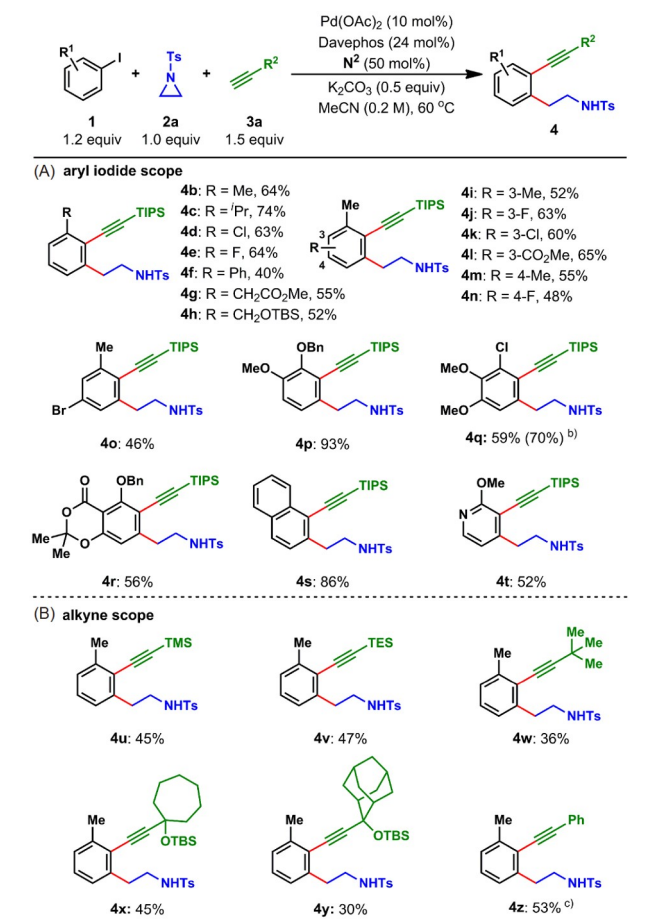 Pd(OAc)₂ (10 mol%)
Davephos (24 mol%)
N² (50 mol%)
K₂CO₃ (0.5 equiv)
MeCN (0.2 M), 60 °C
R¹ I + Ts N + R² R¹ R² NHTs
1 2a 3a 4
1.2 equiv 1.0 equiv 1.5 equiv
(A) aryl iodide scope
R TIPS NHTs
4b: R = Me, 64%
4c: R = ⁱPr, 74%
4d: R = Cl, 63%
4e: R = F, 64%
4f: R = Ph, 40%
4g: R = CH₂CO₂Me, 55%
4h: R = CH₂OTBS, 52%
Me TIPS 3 R 4 NHTs
4i: R = 3-Me, 52%
4j: R = 3-F, 63%
4k: R = 3-Cl, 60%
4l: R = 3-CO₂Me, 65%
4m: R = 4-Me, 55%
4n: R = 4-F, 48%
Me TIPS Br NHTs
4o: 46%
OBn MeO TIPS NHTs
4p: 93%
Cl MeO TIPS MeO NHTs
4q: 59% (70%) b)
O OBn TIPS O Me Me O NHTs
4r: 56%
TIPS NHTs
4s: 86%
OMe N TIPS NHTs
4t: 52%
(B) alkyne scope
Me TMS NHTs
4u: 45%
Me TES NHTs
4v: 47%
Me Me Me Me NHTs
4w: 36%
Me OTBS NHTs
4x: 45%
Me OTBS NHTs
4y: 30%
Me Ph NHTs
4z: 53% c)